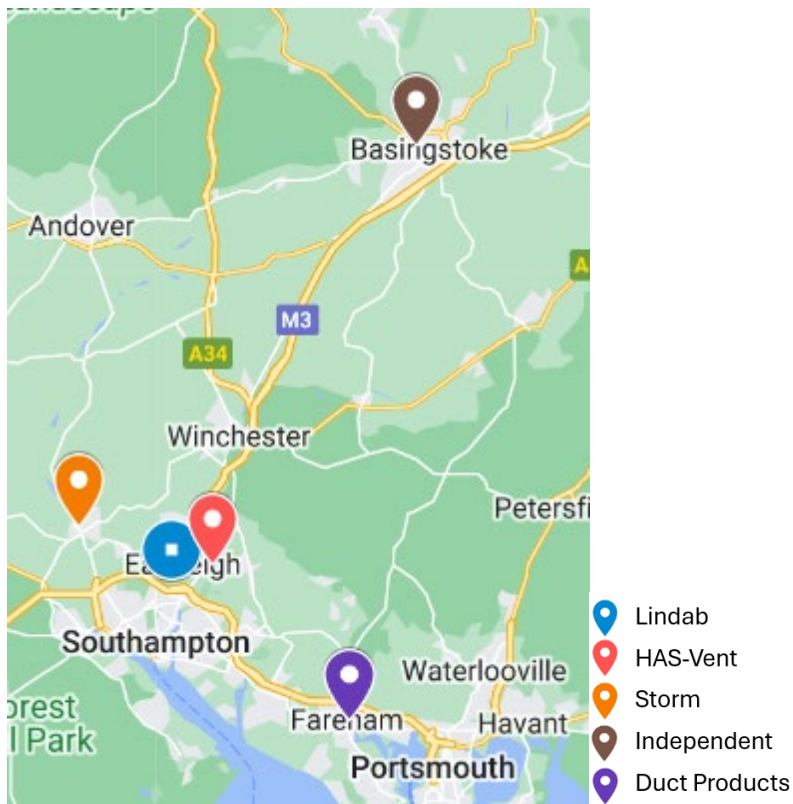 Basingstoke
Andover
A
M3
A34
Winchester
Petersfi
Eastleigh
Southampton
Waterlooville
orest
l Park
Fareham
Havant
Portsmouth
Lindab
HAS-Vent
Storm
Independent
Duct Products